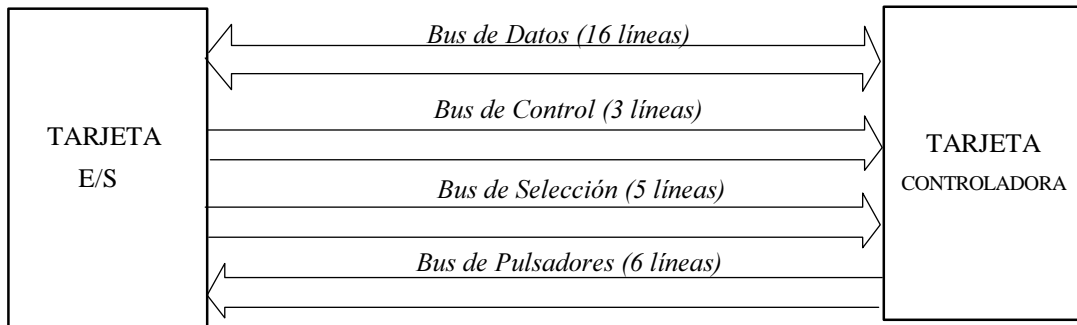 Bus de Datos (16 líneas)
Bus de Control (3 líneas)
TARJETA
E/S
TARJETA
CONTROLADORA
Bus de Selección (5 líneas)
Bus de Pulsadores (6 líneas)